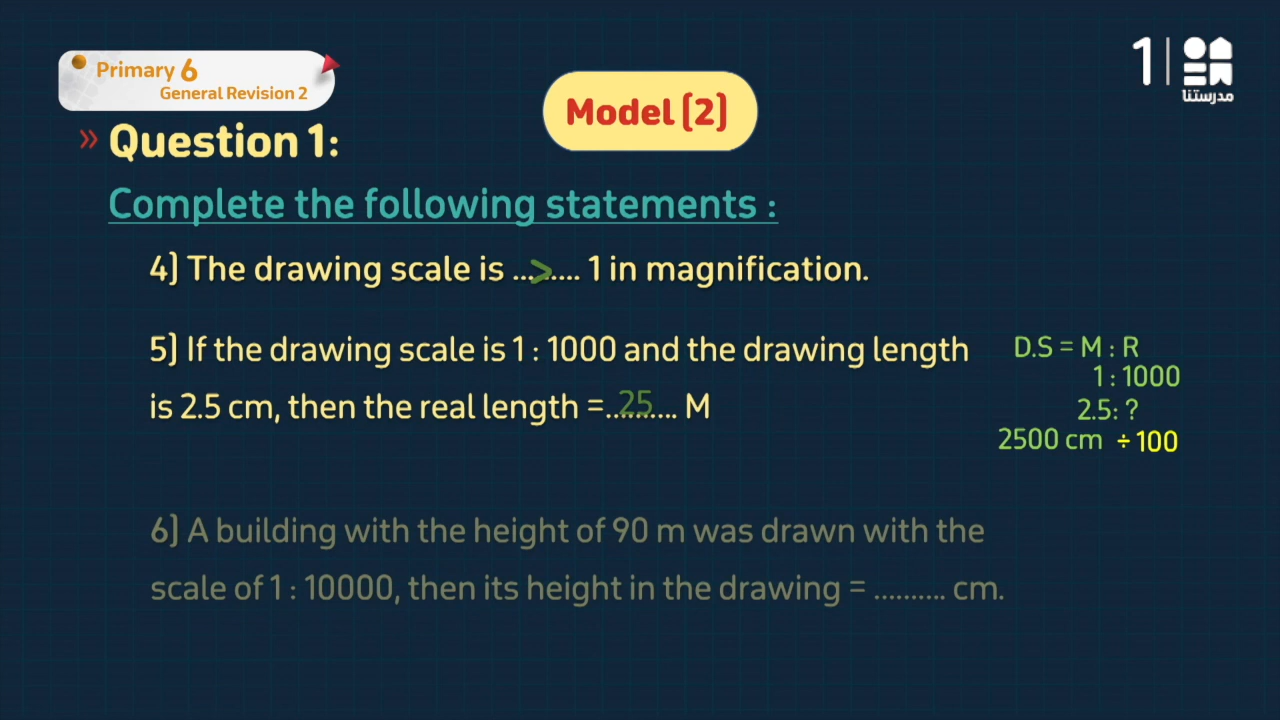 Primary 6
General Revision 2
Model (2)
1
مدرستنا
» Question 1:
Complete the following statements :
4) The drawing scale is ...>..... 1 in magnification.
5) If the drawing scale is 1 : 1000 and the drawing length
is 2.5 cm, then the real length =..25..... M
D.S = M : R
1 : 1000
2.5: ?
2500 cm ÷ 100
6) A building with the height of 90 m was drawn with the
scale of 1 : 10000, then its height in the drawing = .......... cm.